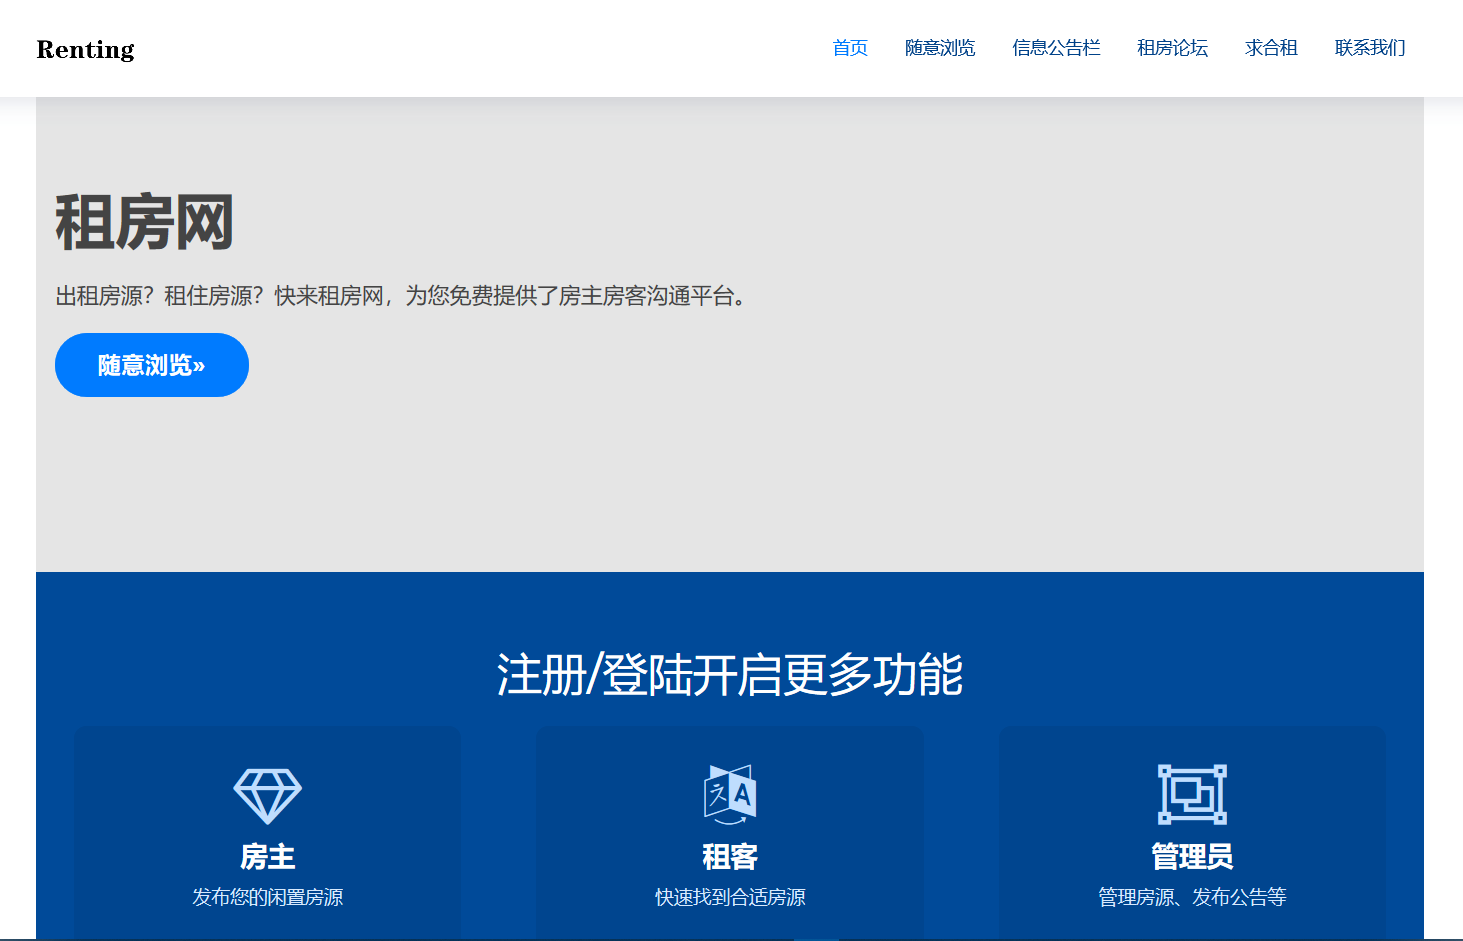 Renting
首页 随意浏览 信息公告栏 租房论坛 求合租 联系我们
租房网
出租房源？租住房源？快来租房网，为您免费提供了房主房客沟通平台。
随意浏览»
注册/登陆开启更多功能
房主
发布您的闲置房源
租客
快速找到合适房源
管理员
管理房源、发布公告等